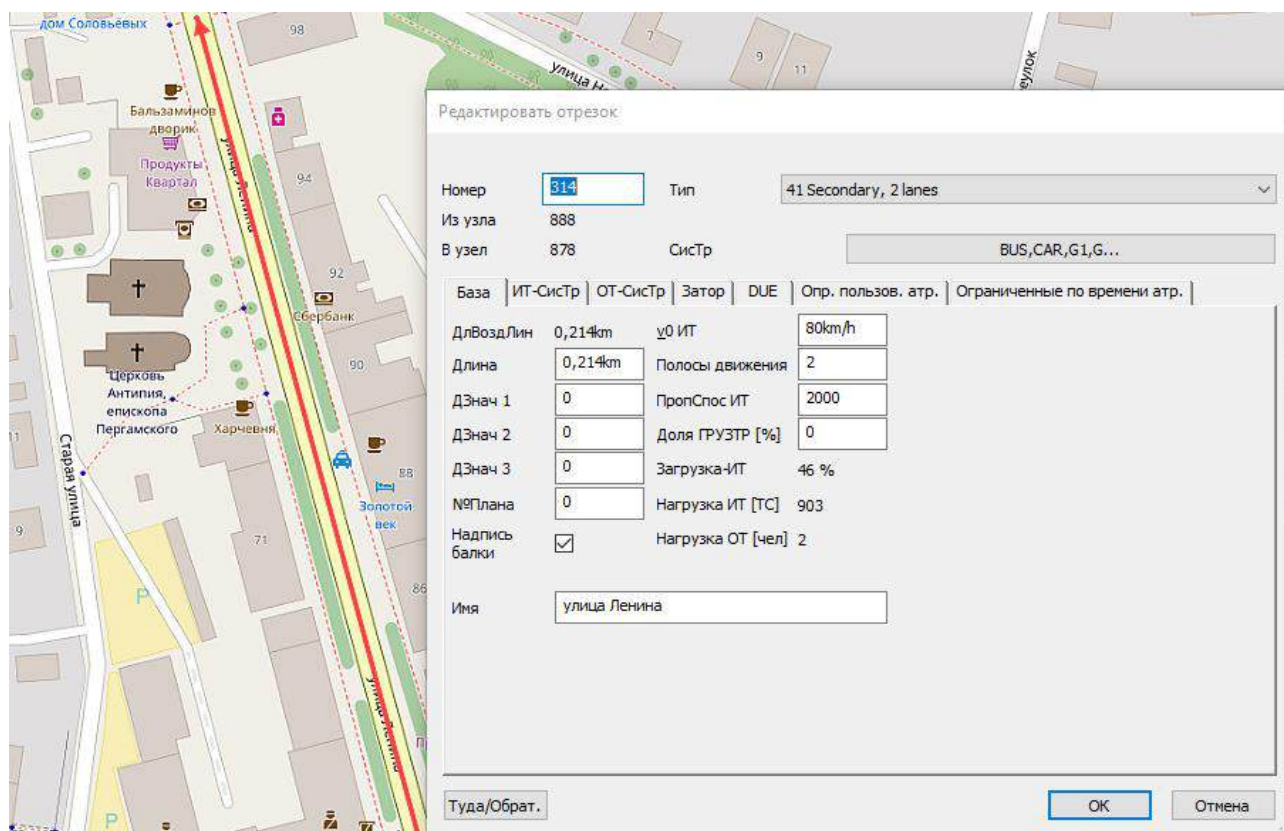 дом Соловьёвых
98
7
9
11
улица Н
еулок
Бальзаминов
дворик
Продукты
Квартал
улица Ленина
94
92
Сбербанк
90
Церковь
Антипия,
епископа
Пергамского
Харчевня
11
Старая улица
88
Золотой
век
9
71
86
P
улица Ленина
П
P
Редактировать отрезок
Номер 314 Тип 41 Secondary, 2 lanes
Из узла 888
В узел 878 СисТр BUS,CAR,G1,G...
База ИТ-СисТр ОТ-СисТр Затор DUE Опр. пользов. атр. Ограниченные по времени атр.
ДлВоздЛин 0,214km v0 ИТ 80km/h
Длина 0,214km Полосы движения 2
ДЗнач 1 0 ПропСпос ИТ 2000
ДЗнач 2 0 Доля ГРУЗТР [%] 0
ДЗнач 3 0 Загрузка-ИТ 46 %
№Плана 0 Нагрузка ИТ [ТС] 903
Надпись
балки Нагрузка ОТ [чел] 2
Имя улица Ленина
Туда/Обрат. OK Отмена